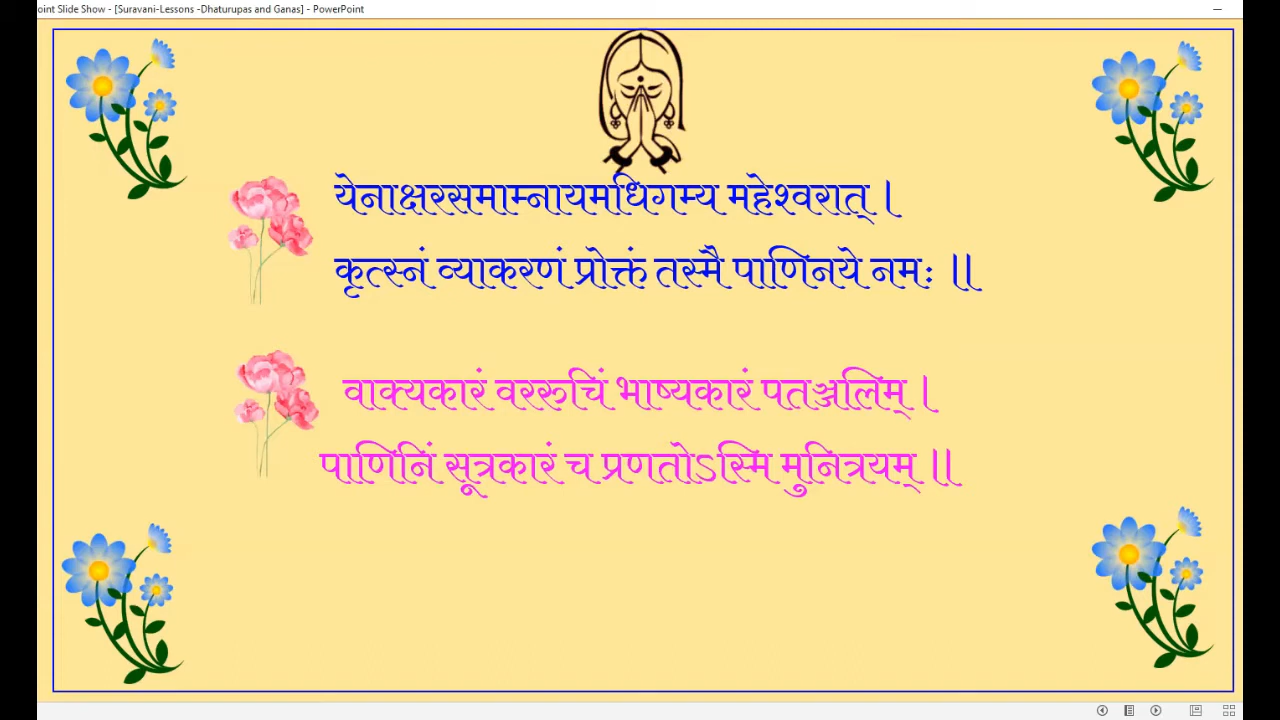 oint Slide Show - [Suravani-Lessons -Dhaturupas and Ganas] - PowerPoint
येनाक्षरसमाम्नायमधिगम्य महेश्वरात् ।
कृत्स्नं व्याकरणं प्रोक्तं तस्मै पाणिनये नमः ॥
वाक्यकारं वररुचिं भाष्यकारं पतञ्जलिम् ।
पाणिनिं सूत्रकारं च प्रणतोऽस्मि मुनित्रयम् ॥